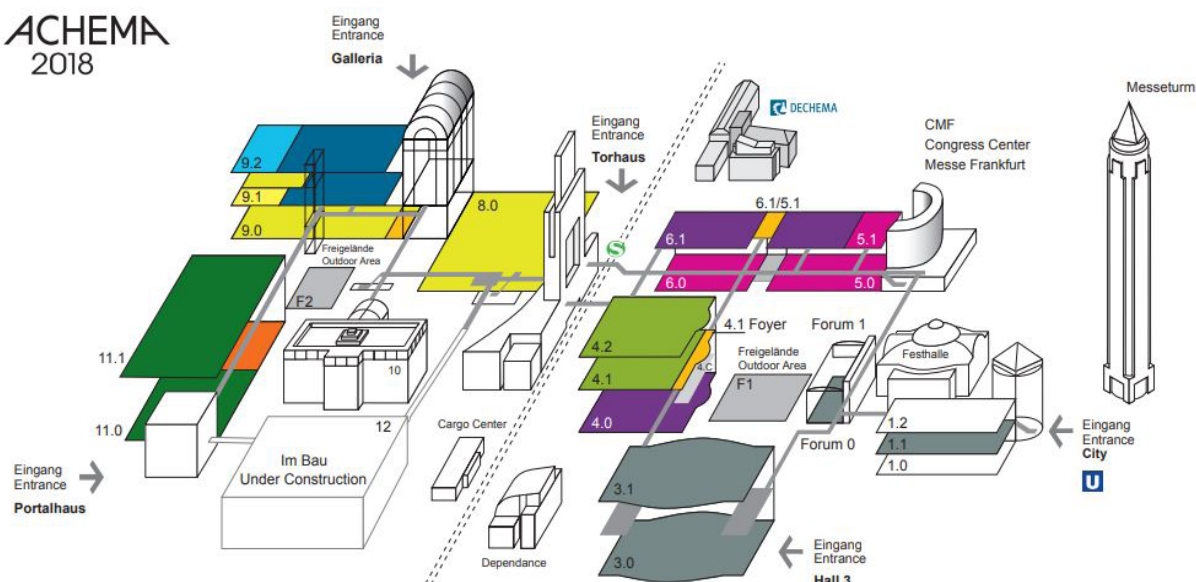 ACHEMA
2018
Eingang
Entrance
Galleria
Eingang
Entrance
Torhaus
DECHEMA
CMF
Congress Center
Messe Frankfurt
Messeturm
9.2
9.1
9.0
8.0
6.1/5.1
6.1
5.1
6.0
5.0
S
Freigelände
Outdoor Area
F2
11.1
11.0
10
12
Im Bau
Under Construction
Eingang
Entrance
Portalhaus
Cargo Center
Dependance
4.2
4.1
4.0
4.1 Foyer
4.C
Freigelände
Outdoor Area
F1
Forum 1
Forum 0
Festhalle
1.2
1.1
1.0
Eingang
Entrance
City
U
3.1
3.0
Eingang
Entrance
Hall 3